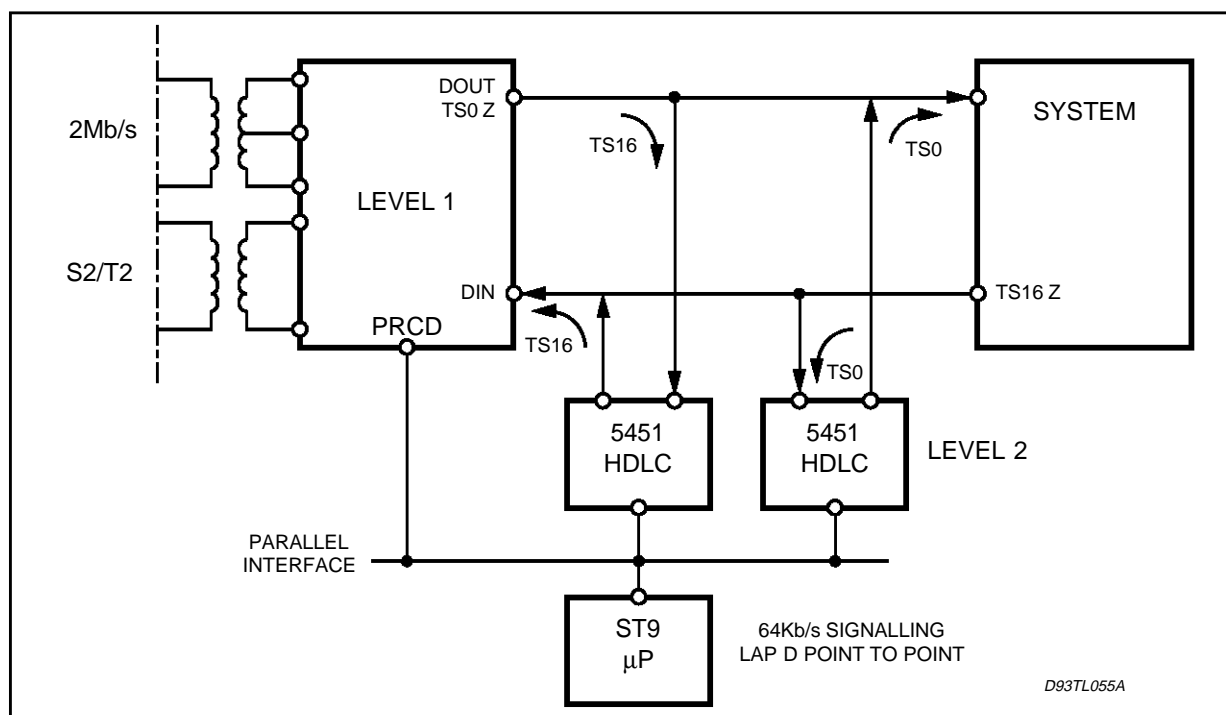 2Mb/s
S2/T2
DOUT
TS0 Z
LEVEL 1
DIN
PRCD
TS16
TS0
SYSTEM
TS16 Z
TS16
TS0
5451
HDLC
5451
HDLC
LEVEL 2
PARALLEL
INTERFACE
ST9
µP
64Kb/s SIGNALLING
LAP D POINT TO POINT
D93TL055A